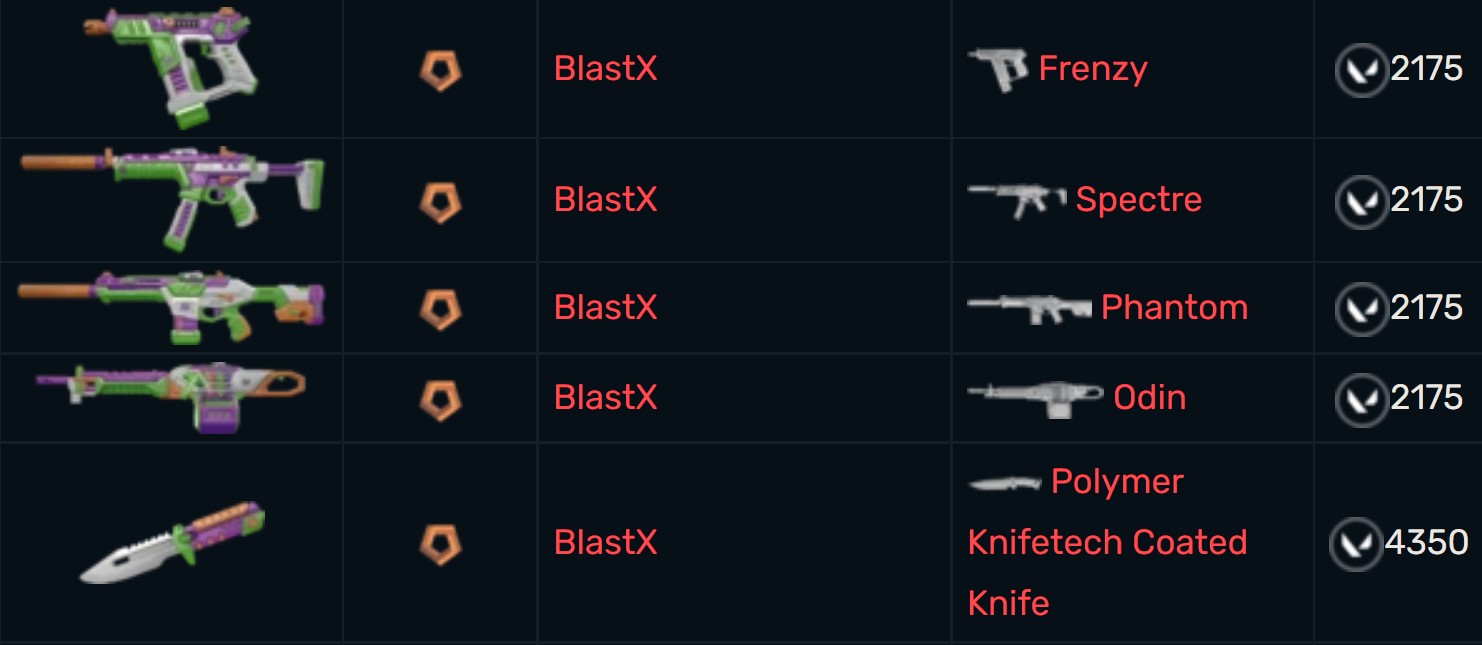 BlastX Frenzy 2175
BlastX Spectre 2175
BlastX Phantom 2175
BlastX Odin 2175
Polymer
BlastX Knifetech Coated 4350
Knife